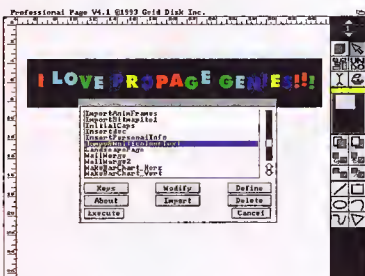 Professional Page V4.1 ©1993 Gold Disk Inc.
I LOVE PROPAGE GENIES!!!
ImportAnimFrames
ImportBitmapito1
InitialCaps
InsertDoc
InsertPersonalInfo
LandscapePage
MailMerge
MailMerge2
MakeBarChart_Horz
MakeBarChart_Vert
Keys
Modify
Define
About
Import
Delete
Execute
Cancel